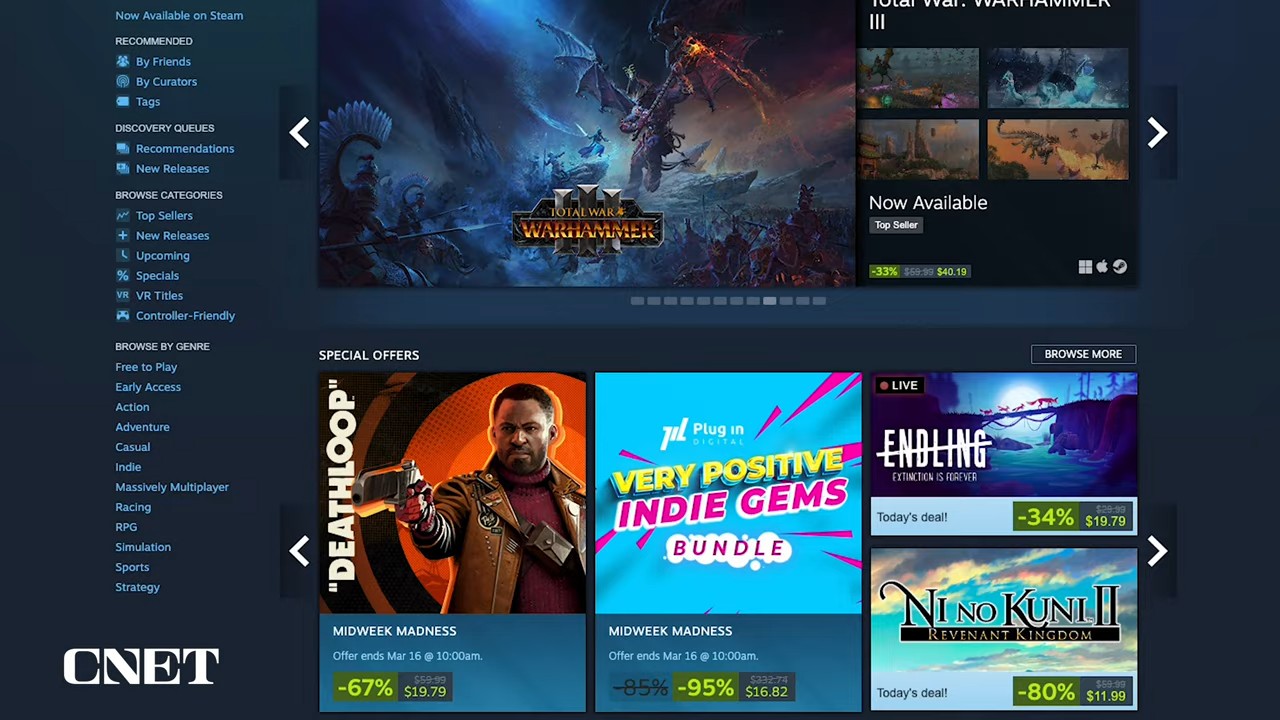 Now Available on Steam
RECOMMENDED
By Friends
By Curators
Tags
DISCOVERY QUEUES
Recommendations
New Releases
BROWSE CATEGORIES
Top Sellers
New Releases
Upcoming
Specials
VR VR Titles
Controller-Friendly
BROWSE BY GENRE
Free to Play
Early Access
Action
Adventure
Casual
Indie
Massively Multiplayer
Racing
RPG
Simulation
Sports
Strategy
CNET
TOTAL WAR
WARHAMMER
III
Total War: WARHAMMER
III
Now Available
Top Seller
-33% $59.99 $40.19
SPECIAL OFFERS
BROWSE MORE
"DEATHLOOP"
MIDWEEK MADNESS
Offer ends Mar 16 @ 10:00am.
-67% $59.99
$19.79
Plug in
DIGITAL
VERY POSITIVE
INDIE GEMS
BUNDLE
MIDWEEK MADNESS
Offer ends Mar 16 @ 10:00am.
-85% -95% $332.74
$16.82
LIVE
ENDLING
EXTINCTION IS FOREVER
Today's deal! -34% $29.99
$19.79
NI NO KUNI II
REVENANT KINGDOM
Today's deal! -80% $59.99
$11.99